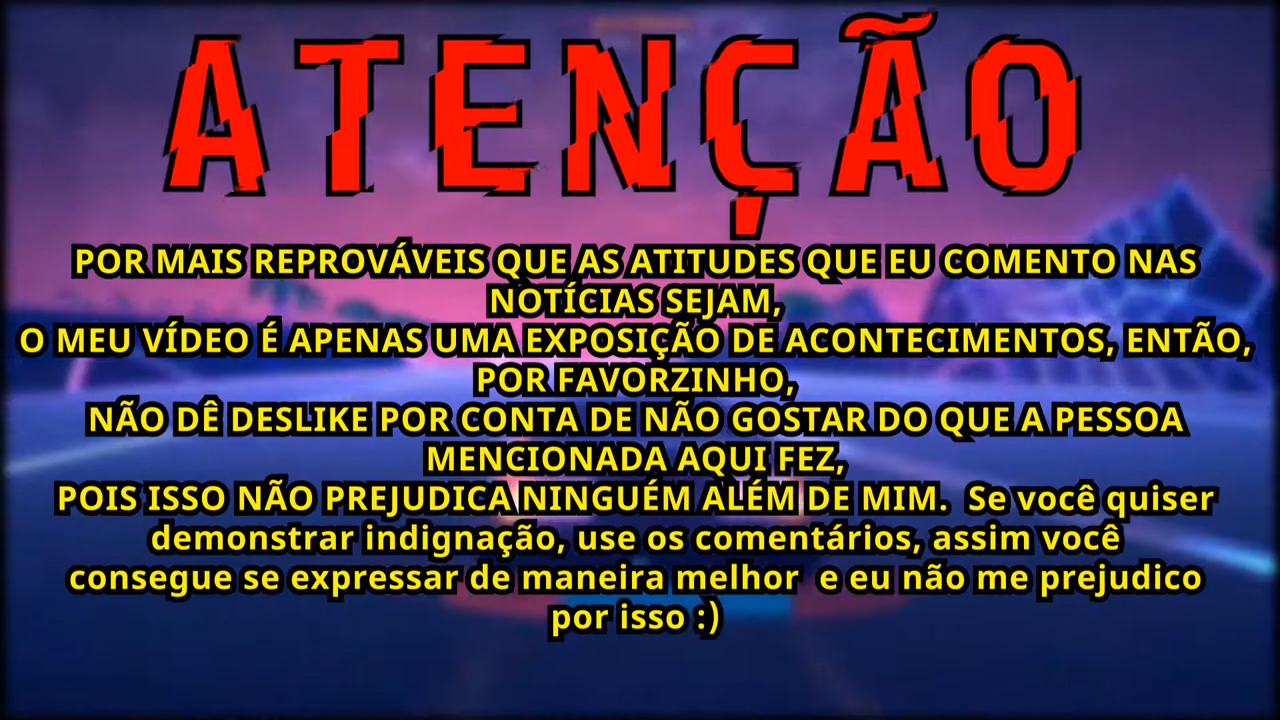 ATENÇÃO
POR MAIS REPROVÁVEIS QUE AS ATITUDES QUE EU COMENTO NAS
NOTÍCIAS SEJAM,
O MEU VÍDEO É APENAS UMA EXPOSIÇÃO DE ACONTECIMENTOS, ENTÃO,
POR FAVORZINHO,
NÃO DÊ DESLIKE POR CONTA DE NÃO GOSTAR DO QUE A PESSOA
MENCIONADA AQUI FEZ,
POIS ISSO NÃO PREJUDICA NINGUÉM ALÉM DE MIM.  Se você quiser
demonstrar indignação, use os comentários, assim você
consegue se expressar de maneira melhor  e eu não me prejudico
por isso :)